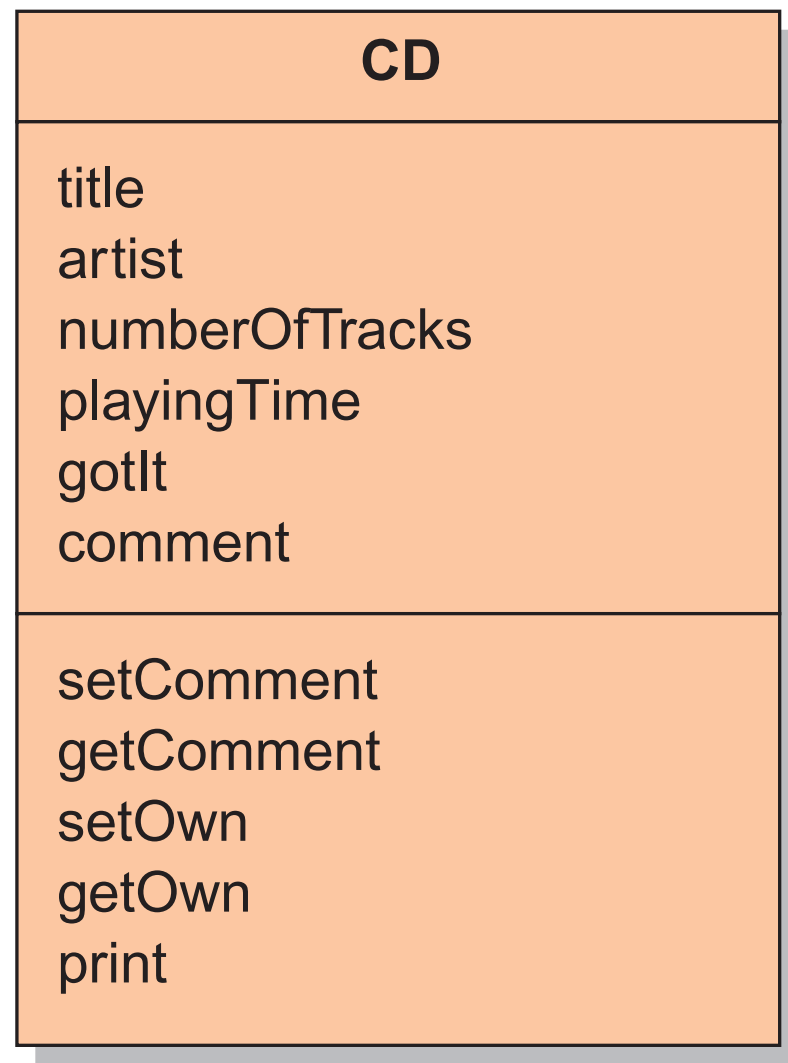 CD
title
artist
numberOfTracks
playingTime
gotIt
comment
setComment
getComment
setOwn
getOwn
print